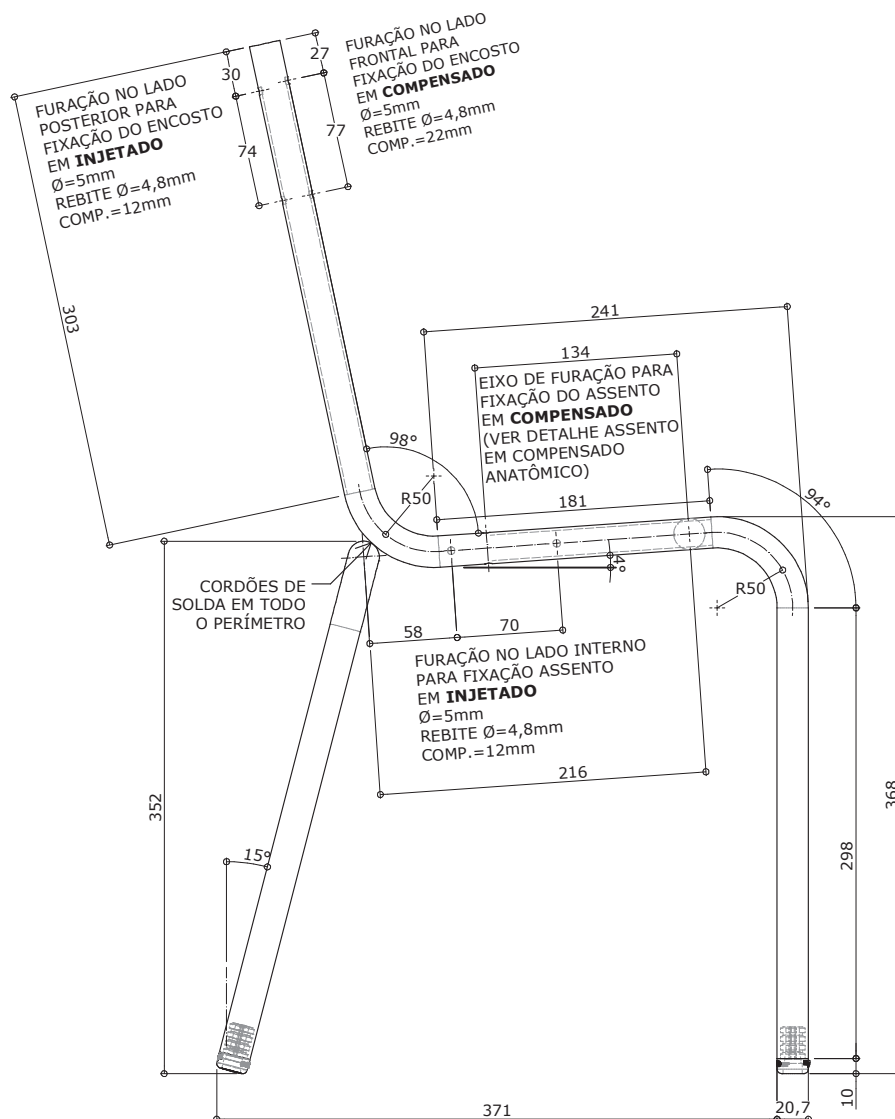 FURAÇÃO NO LADO
POSTERIOR PARA
FIXAÇÃO DO ENCOSTO
EM INJETADO
Ø=5mm
REBITE Ø=4,8mm
COMP.=12mm
30
74
303
27
77
FURAÇÃO NO LADO
FRONTAL PARA
FIXAÇÃO DO ENCOSTO
EM COMPENSADO
Ø=5mm
REBITE Ø=4,8mm
COMP.=22mm
241
134
EIXO DE FURAÇÃO PARA
FIXAÇÃO DO ASSENTO
EM COMPENSADO
(VER DETALHE ASSENTO
EM COMPENSADO
ANATÔMICO)
98°
R50
181
94°
4°
R50
CORDÕES DE
SOLDA EM TODO
O PERÍMETRO
58
70
FURAÇÃO NO LADO INTERNO
PARA FIXAÇÃO ASSENTO
EM INJETADO
Ø=5mm
REBITE Ø=4,8mm
COMP.=12mm
216
352
368
298
15°
371
20,7
10